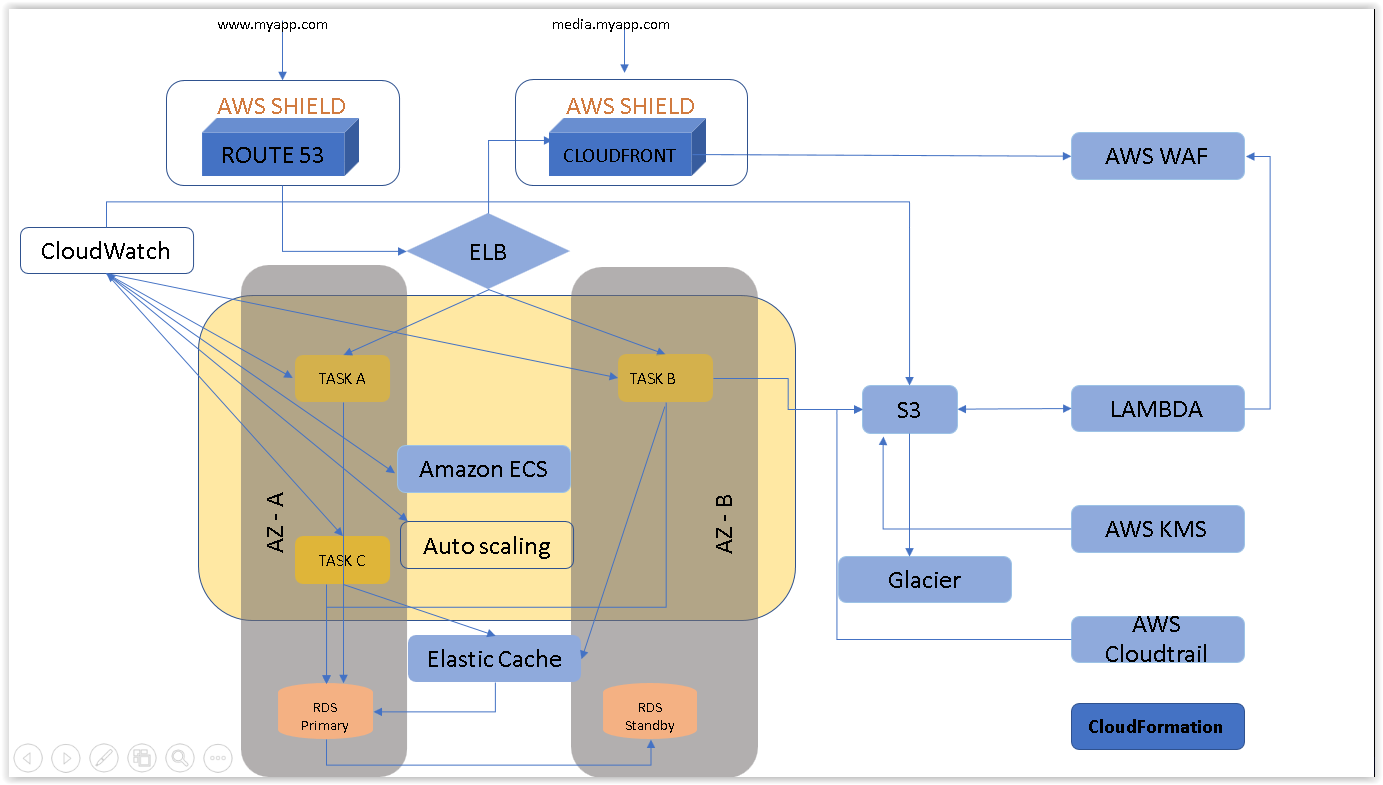 www.myapp.com
media.myapp.com
AWS SHIELD
ROUTE 53
AWS SHIELD
CLOUDFRONT
AWS WAF
CloudWatch
ELB
TASK A
TASK B
S3
LAMBDA
Amazon ECS
AZ - A
AZ - B
Auto scaling
TASK C
AWS KMS
Glacier
AWS
Cloudtrail
Elastic Cache
RDS
Primary
RDS
Standby
CloudFormation